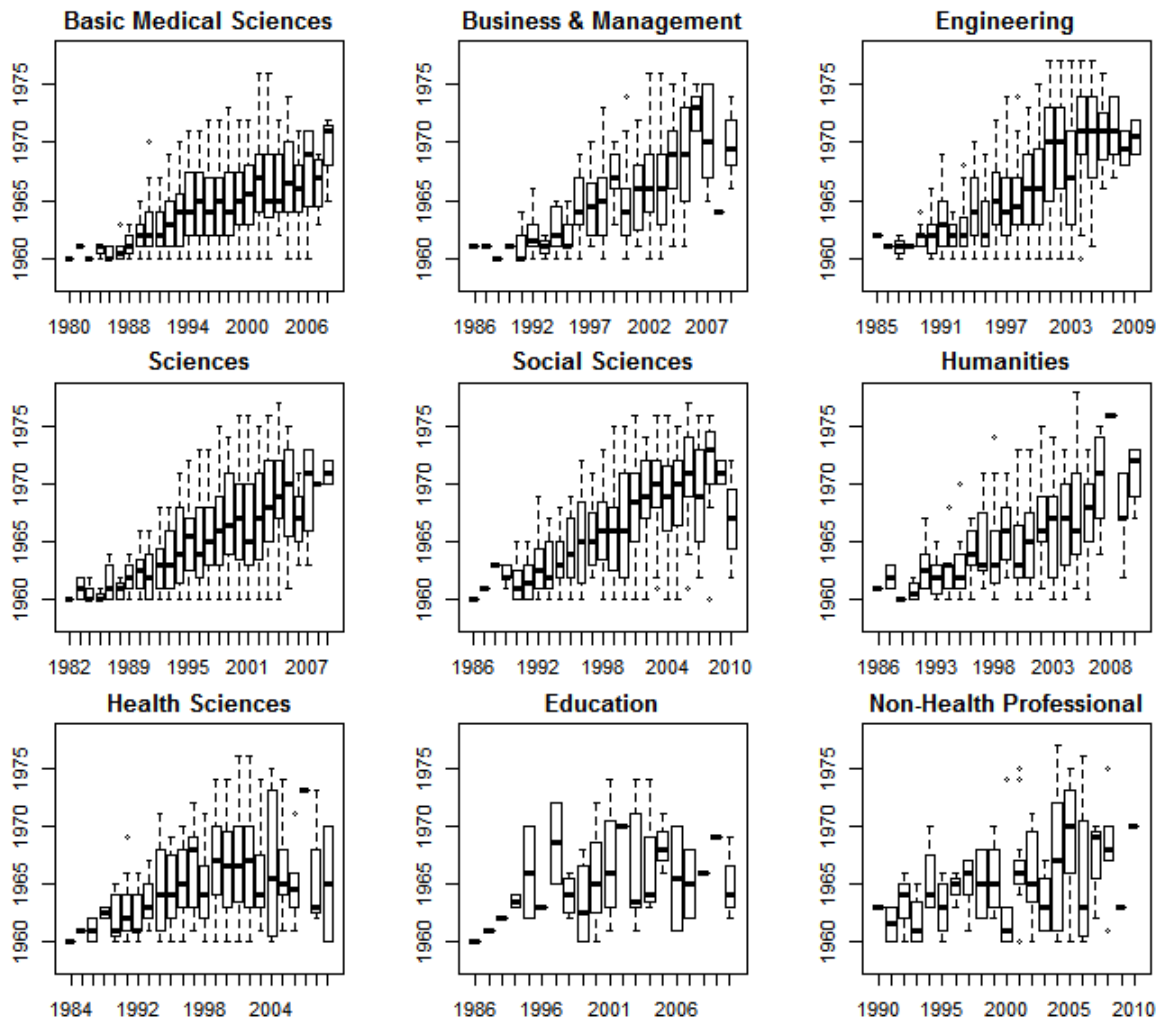 Basic Medical Sciences
1960 1965 1970 1975
1980 1988 1994 2000 2006
Business & Management
1960 1965 1970 1975
1986 1992 1997 2002 2007
Engineering
1960 1965 1970 1975
1985 1991 1997 2003 2009
Sciences
1960 1965 1970 1975
1982 1989 1995 2001 2007
Social Sciences
1960 1965 1970 1975
1986 1992 1998 2004 2010
Humanities
1960 1965 1970 1975
1986 1993 1998 2003 2008
Health Sciences
1960 1965 1970 1975
1984 1992 1998 2004
Education
1960 1965 1970 1975
1986 1996 2001 2006
Non-Health Professional
1960 1965 1970 1975
1990 1995 2000 2005 2010